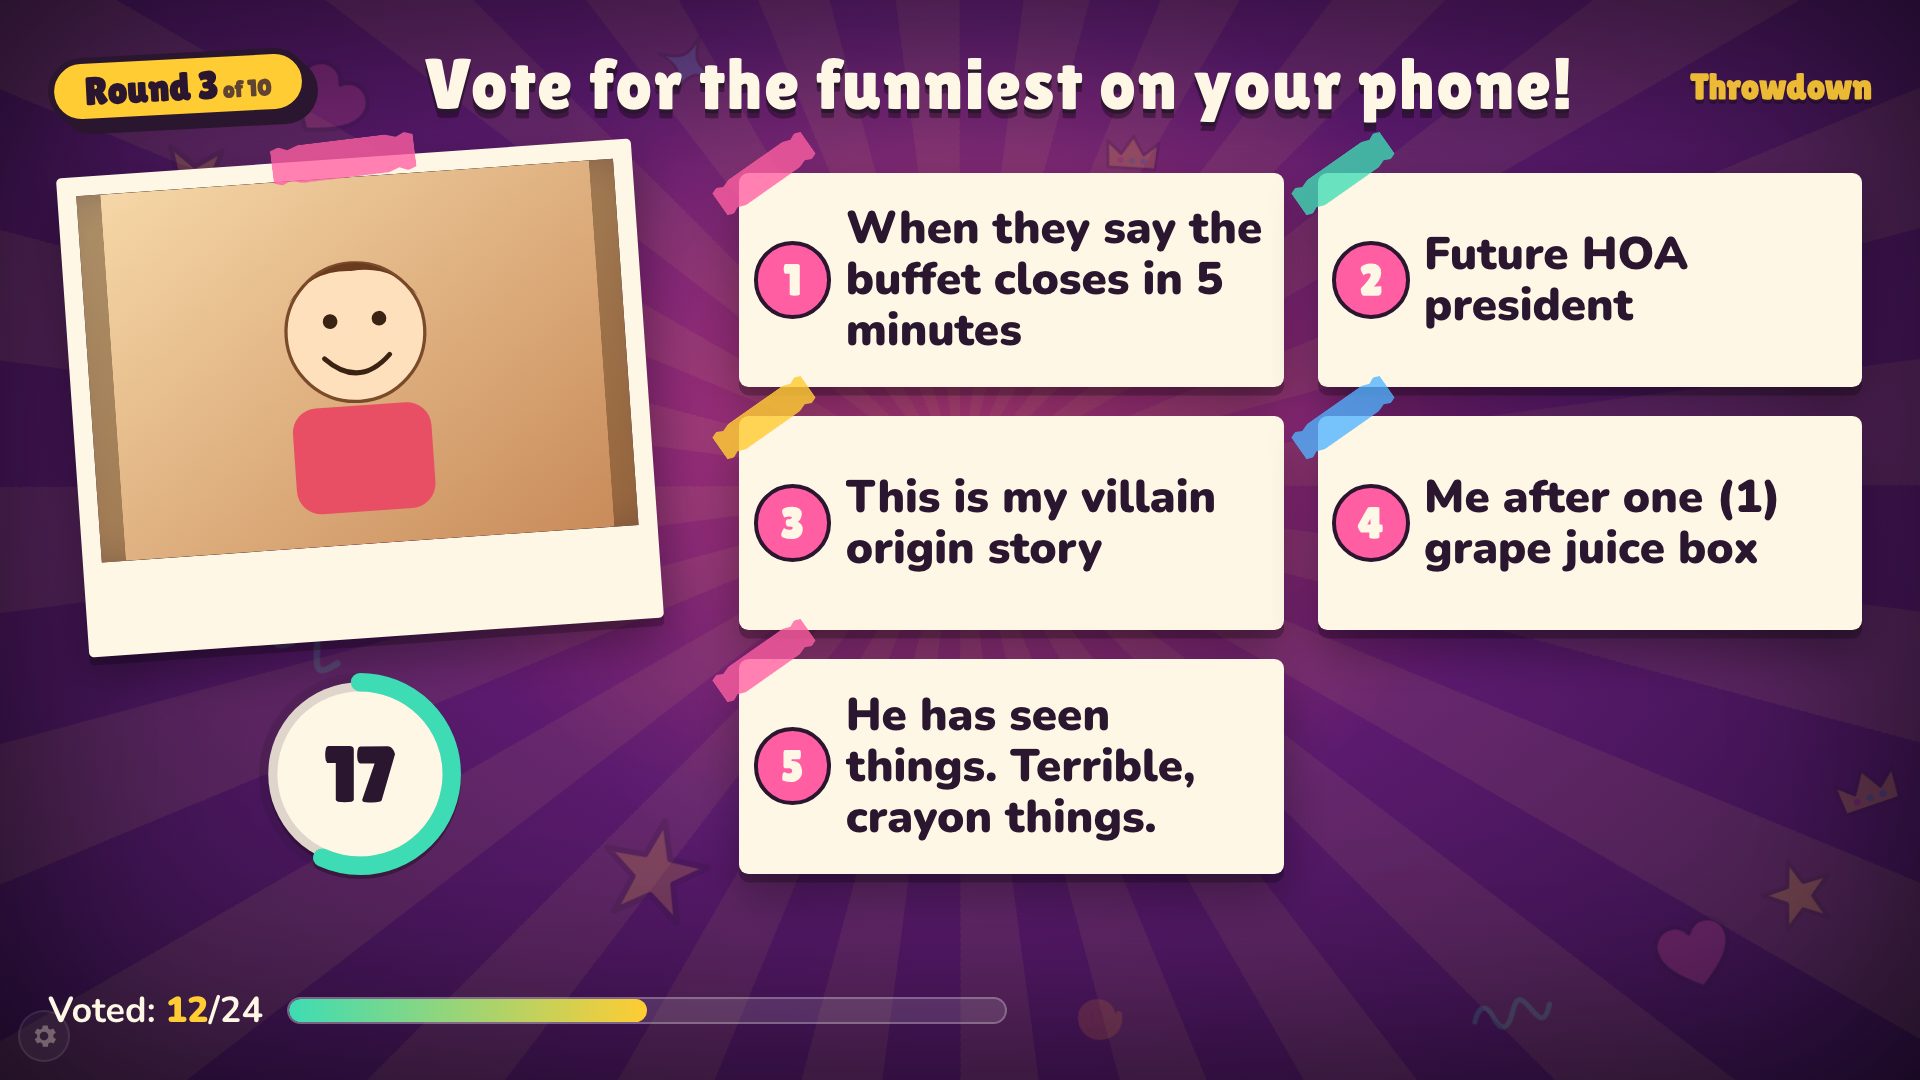 Round 3 of 10
Vote for the funniest on your phone!
Throwdown
1
When they say the
buffet closes in 5
minutes
2
Future HOA
president
3
This is my villain
origin story
4
Me after one (1)
grape juice box
5
He has seen
things. Terrible,
crayon things.
17
Voted: 12/24